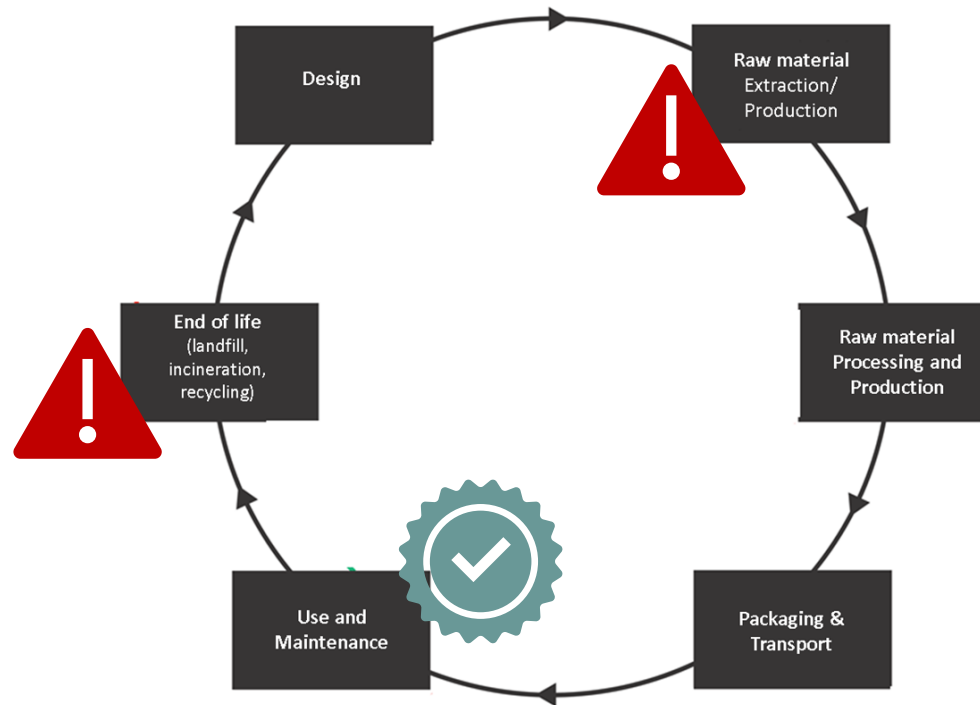 Design
Raw material
Extraction/
Production
Raw material
Processing and
Production
Packaging &
Transport
Use and
Maintenance
End of life
(landfill,
incineration,
recycling)